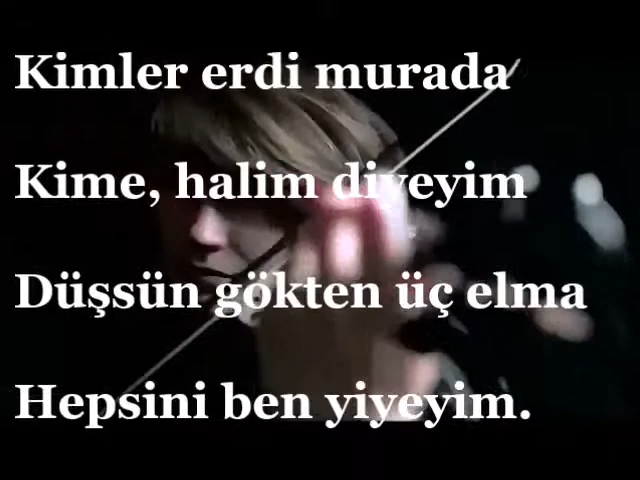 Kimler erdi murada
Kime, halim diyeyim
Düşsün gökten üç elma
Hepsini ben yiyeyim.